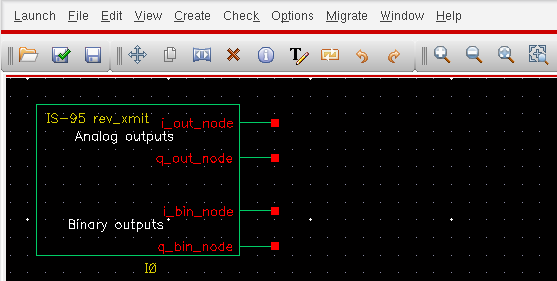 Launch File Edit View Create Check Options Migrate Window Help
IS-95 rev_xmit
i_out_node
Analog outputs
q_out_node
i_bin_node
Binary outputs
q_bin_node
I0